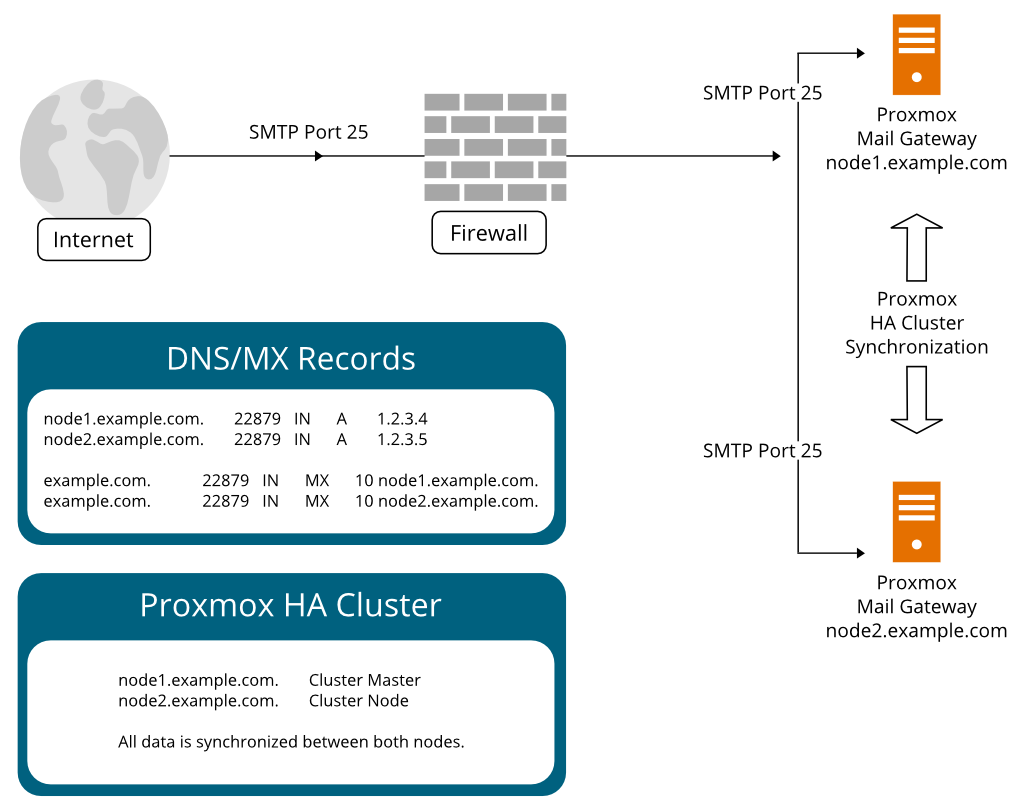 SMTP Port 25
Internet
Firewall
SMTP Port 25
Proxmox
Mail Gateway
node1.example.com
Proxmox
HA Cluster
Synchronization
SMTP Port 25
Proxmox
Mail Gateway
node2.example.com
DNS/MX Records
node1.example.com. 22879 IN A 1.2.3.4
node2.example.com. 22879 IN A 1.2.3.5
example.com. 22879 IN MX 10 node1.example.com.
example.com. 22879 IN MX 10 node2.example.com.
Proxmox HA Cluster
node1.example.com. Cluster Master
node2.example.com. Cluster Node
All data is synchronized between both nodes.